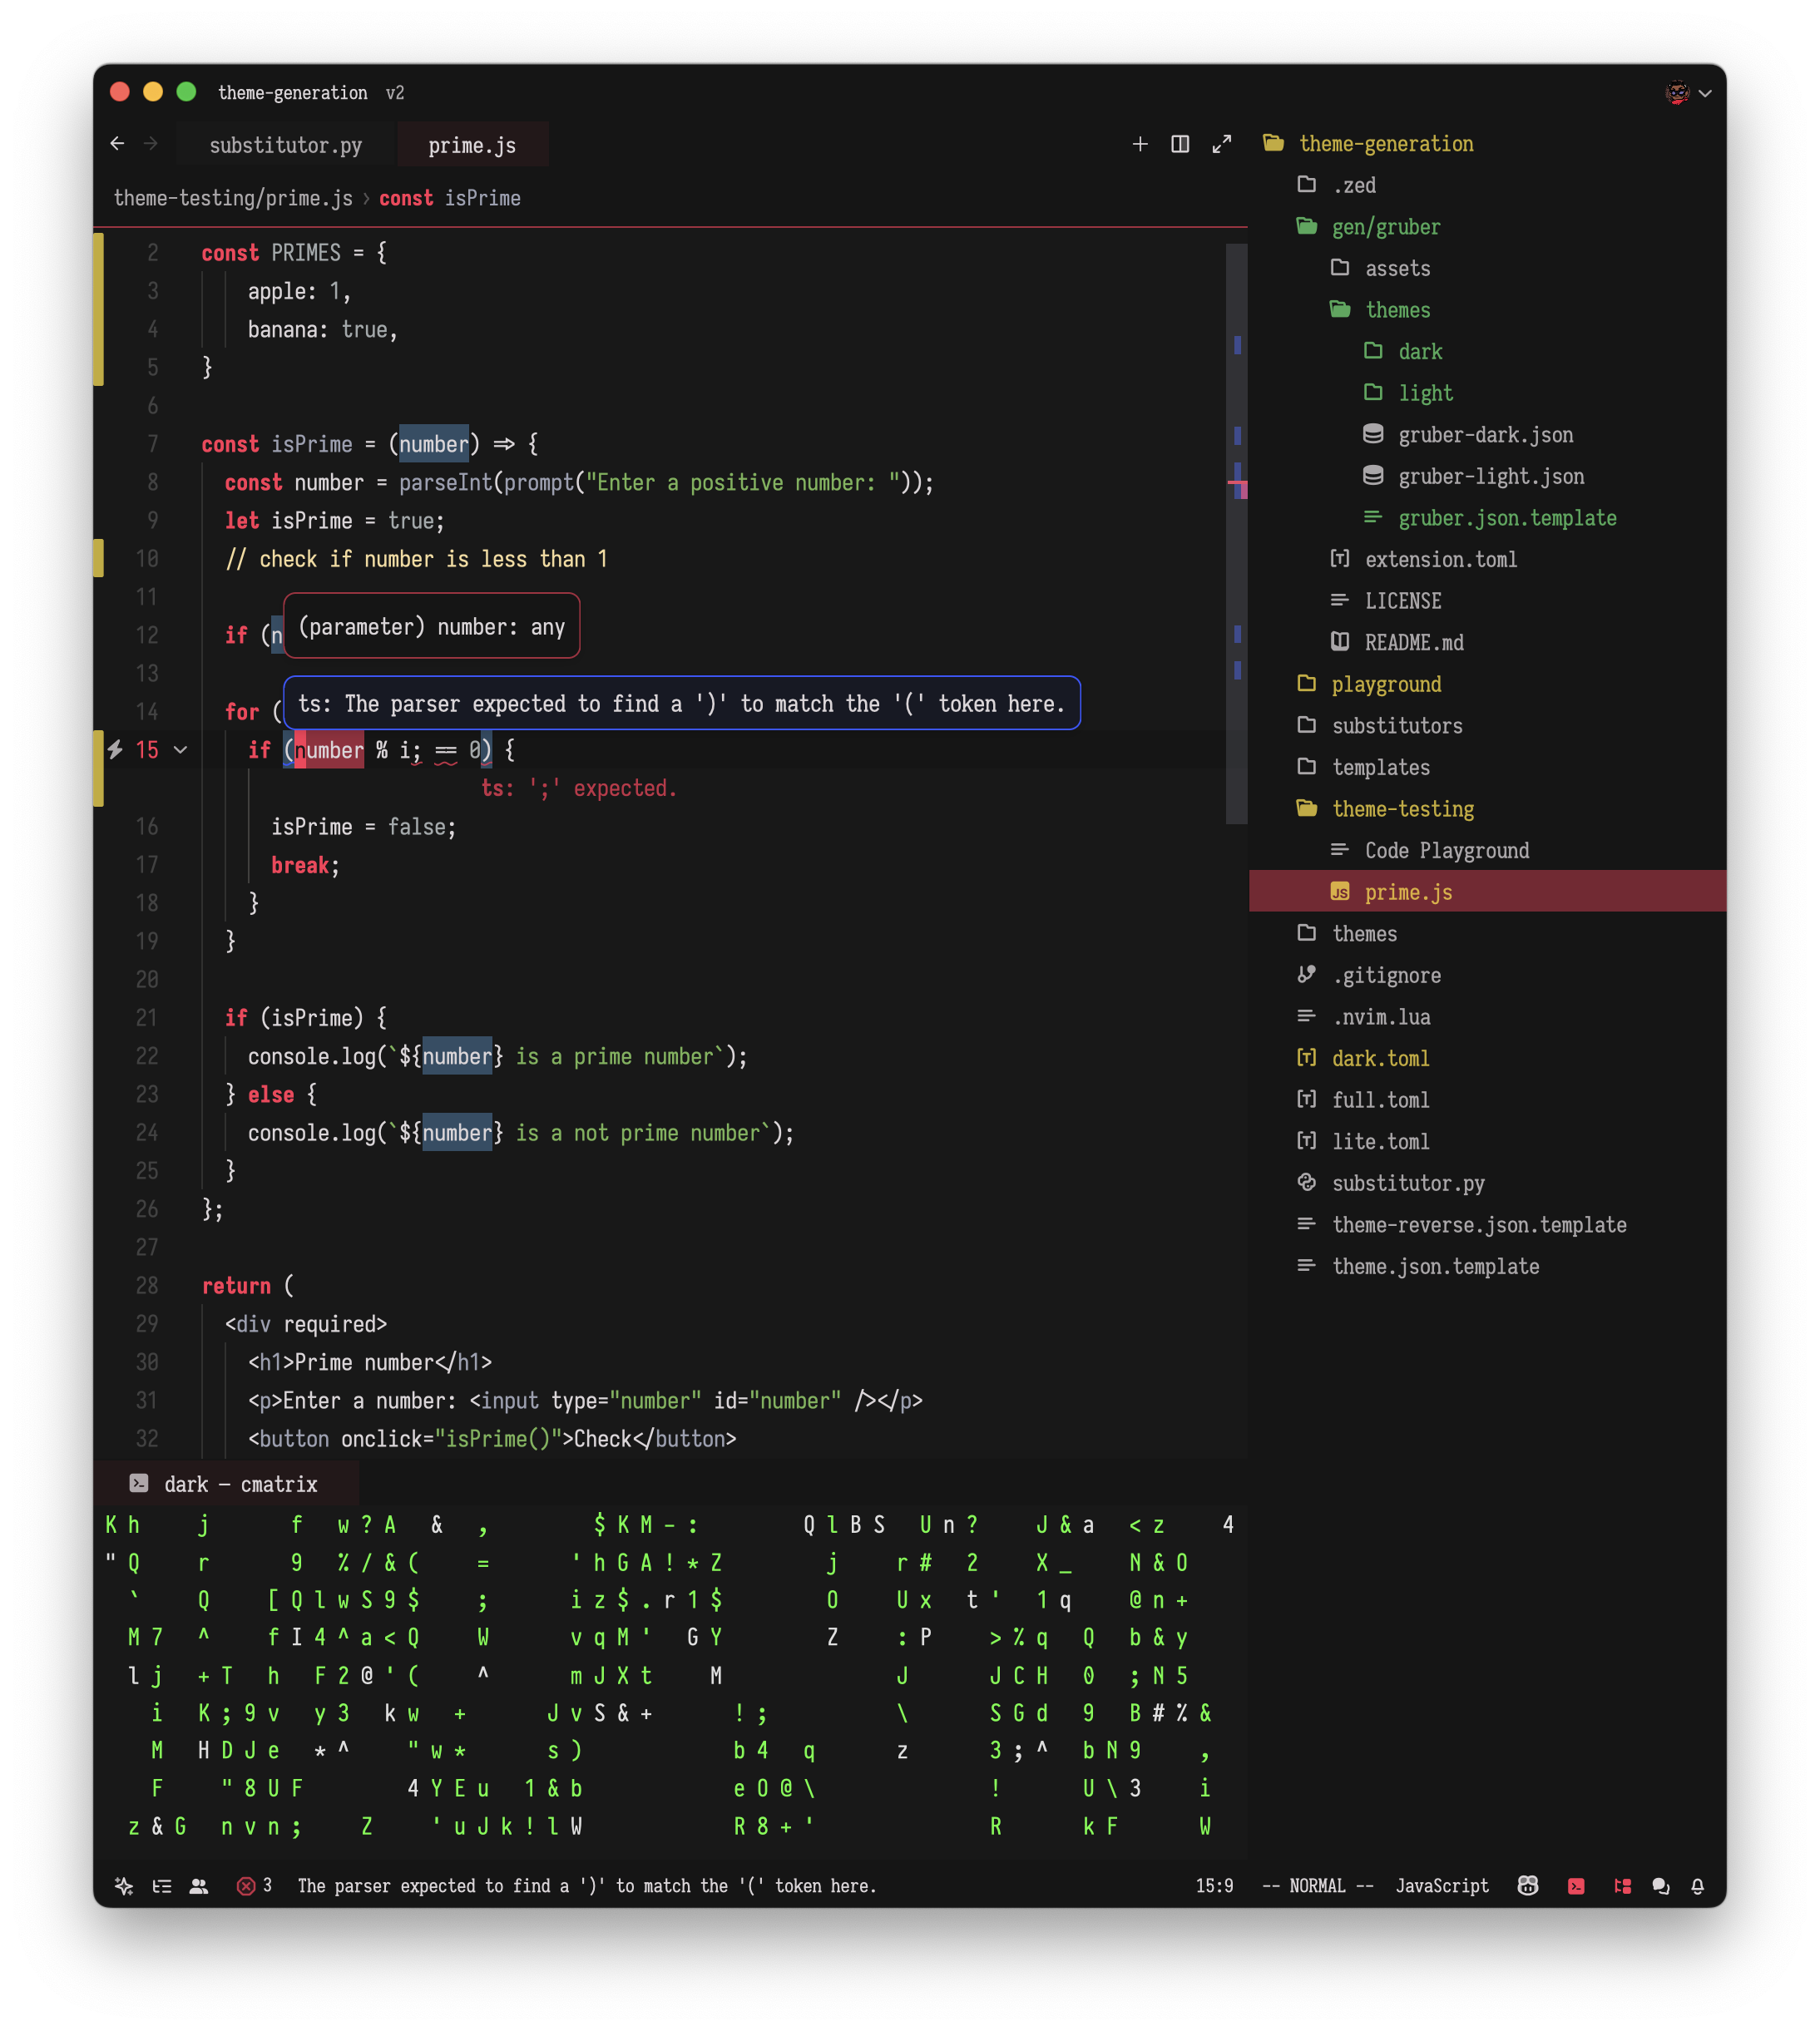 theme-generation v2
substitutor.py prime.js
theme-testing/prime.js › const isPrime
2 const PRIMES = {
3 apple: 1,
4 banana: true,
5 }
6
7 const isPrime = (number) => {
8 const number = parseInt(prompt("Enter a positive number: "));
9 let isPrime = true;
10 // check if number is less than 1
11
(parameter) number: any
12 if (n
13
ts: The parser expected to find a ')' to match the '(' token here.
14 for (
15 if (number % i; == 0) {
ts: ';' expected.
16 isPrime = false;
17 break;
18 }
19 }
20
21 if (isPrime) {
22 console.log(`${number} is a prime number`);
23 } else {
24 console.log(`${number} is a not prime number`);
25 }
26 };
27
28 return (
29 <div required>
30 <h1>Prime number</h1>
31 <p>Enter a number: <input type="number" id="number" /></p>
32 <button onclick="isPrime()">Check</button>
theme-generation
.zed
gen/gruber
assets
themes
dark
light
gruber-dark.json
gruber-light.json
gruber.json.template
extension.toml
LICENSE
README.md
playground
substitutors
templates
theme-testing
Code Playground
JS prime.js
themes
.gitignore
.nvim.lua
[T] dark.toml
[T] full.toml
[T] lite.toml
substitutor.py
theme-reverse.json.template
theme.json.template
dark — cmatrix
K h j f w ? A & , $ K M - : Q l B S U n ? J & a < z 4
" Q r 9 % / & ( = ' h G A ! * Z j r # 2 X _ N & O
` Q [ Q l w S 9 $ ; i z $ . r 1 $ O U x t ' 1 q @ n +
M 7 ^ f I 4 ^ a < Q W v q M ' G Y Z : P > % q Q b & y
l j + T h F 2 @ ' ( ^ m J X t M J J C H 0 ; N 5
i K ; 9 v y 3 k w + J v S & + ! ; \ S G d 9 B # % &
M H D J e * ^ " w * s ) b 4 q z 3 ; ^ b N 9 ,
F " 8 U F 4 Y E u 1 & b e O @ \ ! U \ 3 i
z & G n v n ; Z ' u J k ! l W R 8 + ' R k F W
3 The parser expected to find a ')' to match the '(' token here. 15:9 -- NORMAL -- JavaScript